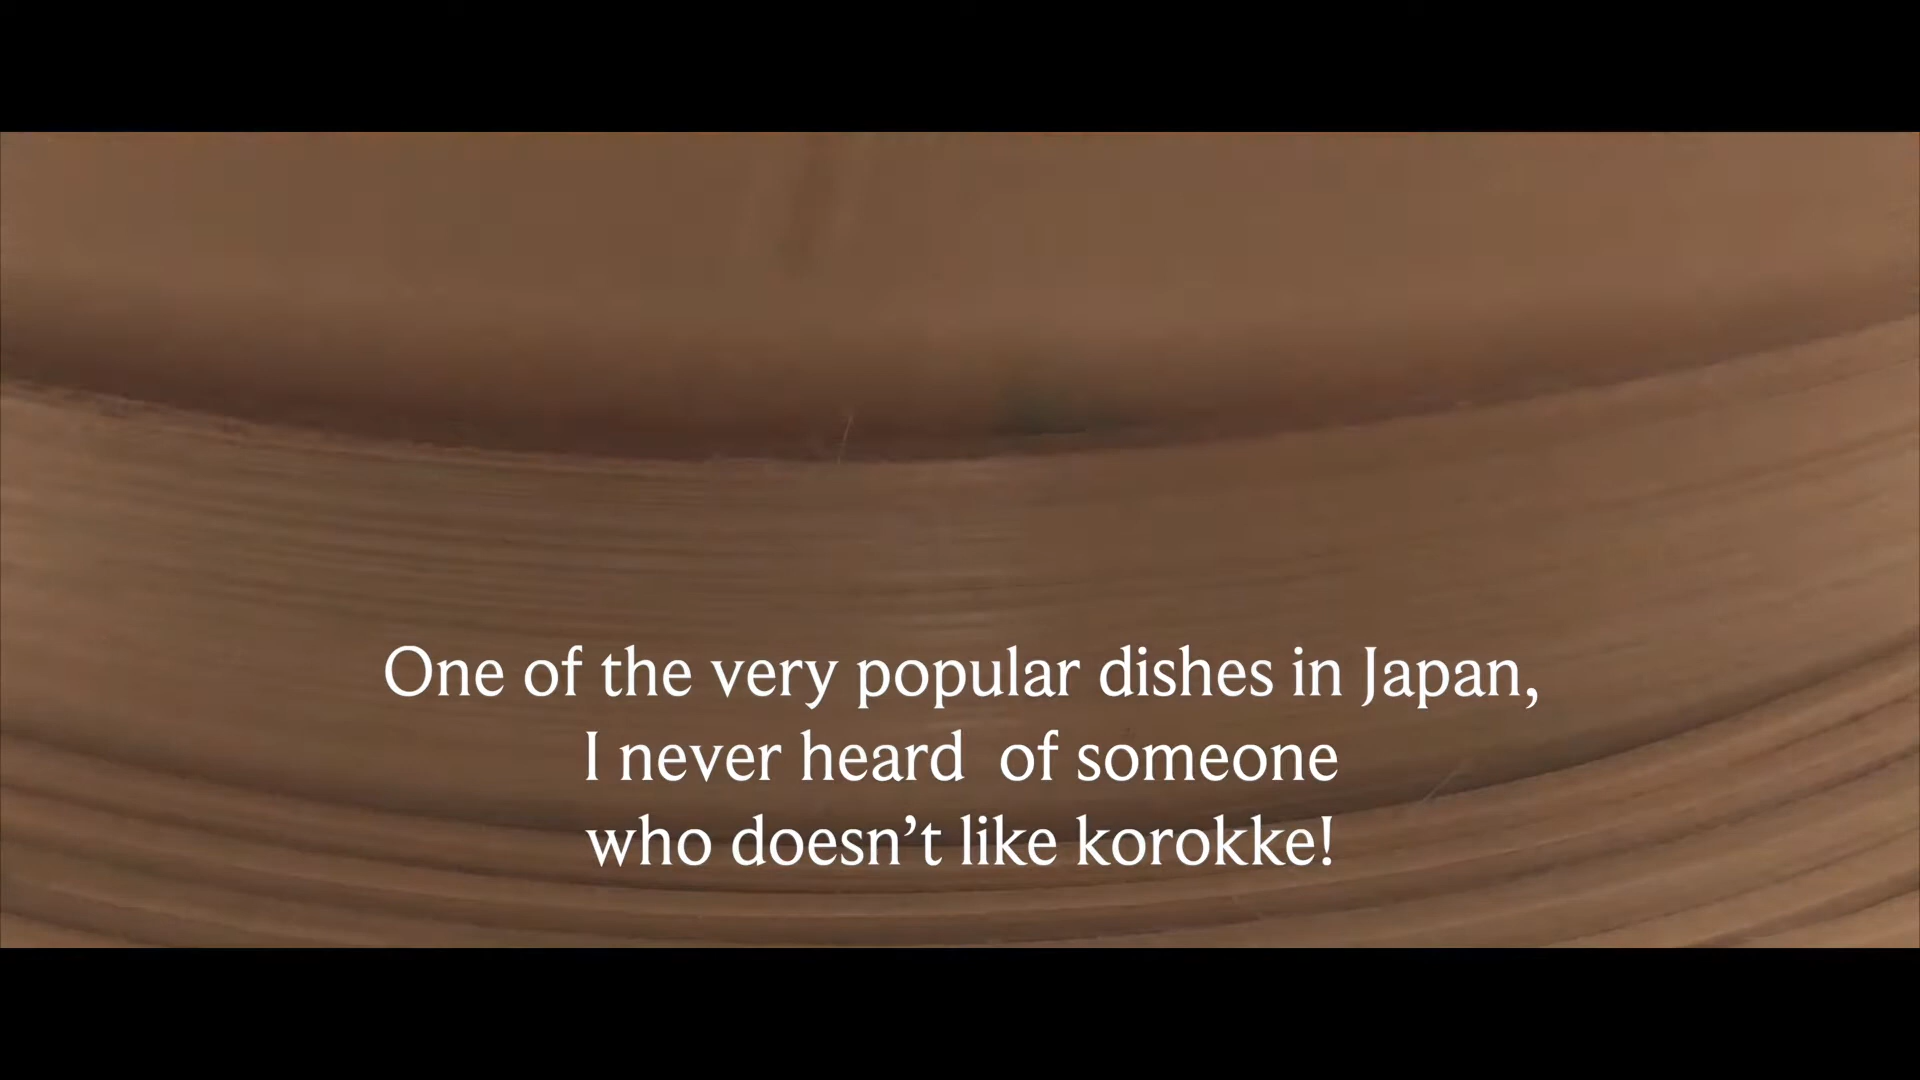 One of the very popular dishes in Japan,
I never heard  of someone
who doesn’t like korokke!